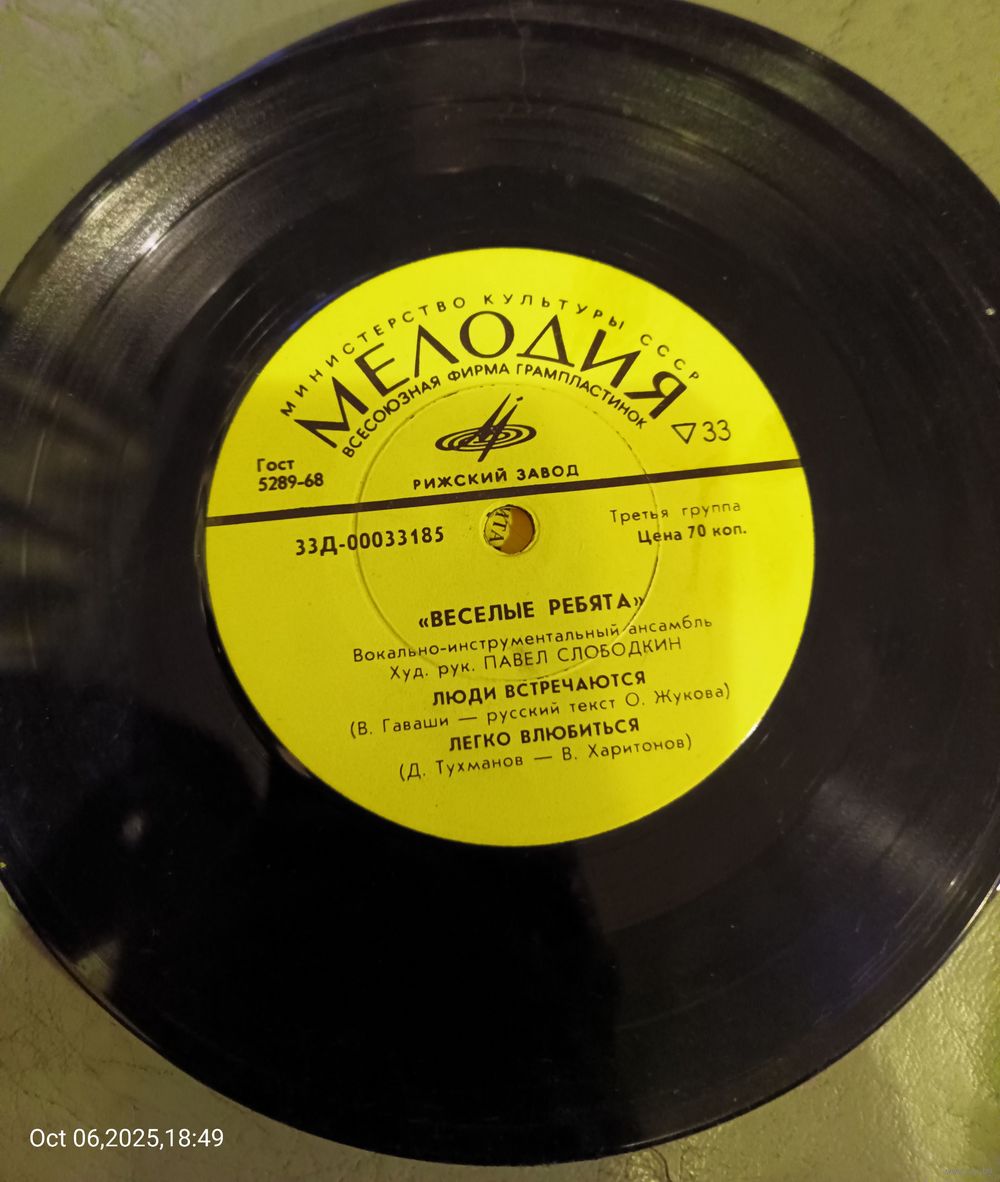 МИНИСТЕРСТВО КУЛЬТУРЫ СССР
МЕЛОДИЯ
ВСЕСОЮЗНАЯ ФИРМА ГРАМПЛАСТИНОК
33
Гост
5289-68
РИЖСКИЙ ЗАВОД
33Д-00033185
Третья группа
Цена 70 коп.
«ВЕСЕЛЫЕ РЕБЯТА»
Вокально-инструментальный ансамбль
Худ. рук. ПАВЕЛ СЛОБОДКИН
ЛЮДИ ВСТРЕЧАЮТСЯ
(В. Гаваши — русский текст О. Жукова)
ЛЕГКО ВЛЮБИТЬСЯ
(Д. Тухманов — В. Харитонов)
Oct 06,2025,18:49